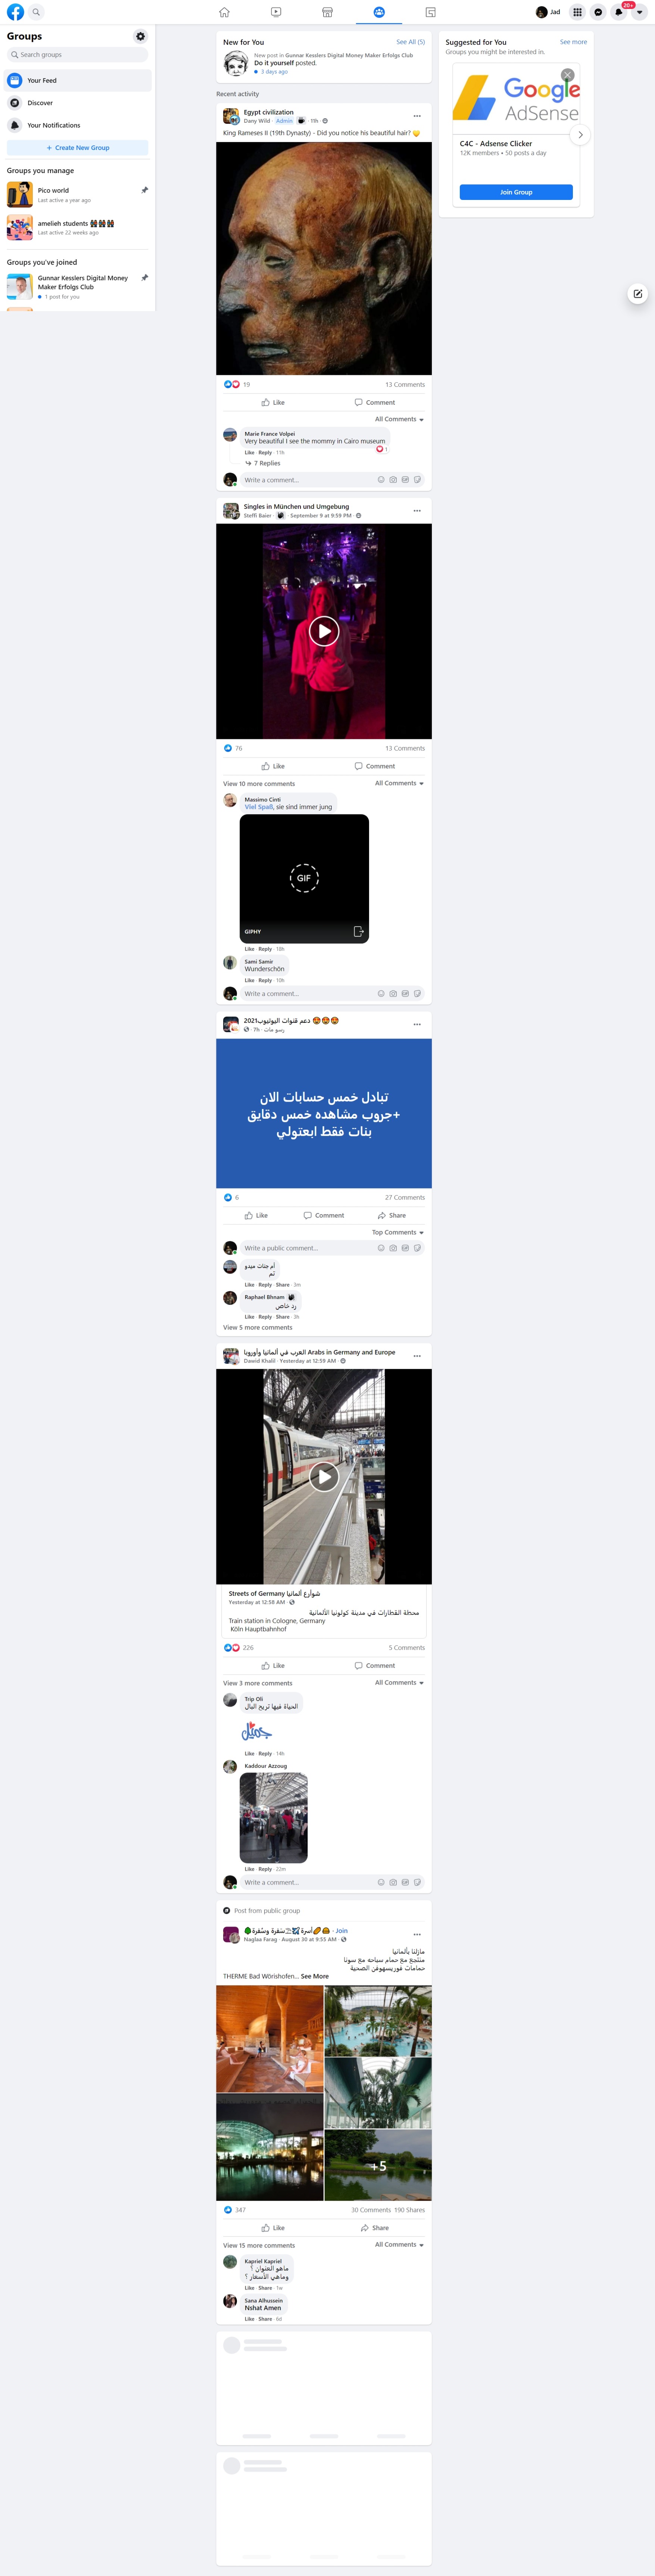 Jad
20+
Groups
Search groups
Your Feed
Discover
Your Notifications
+ Create New Group
Groups you manage
Pico world
Last active a year ago
amelieh students
Last active 22 weeks ago
Groups you've joined
Gunnar Kesslers Digital Money
Maker Erfolgs Club
1 post for you
New for You
See All (5)
New post in Gunnar Kesslers Digital Money Maker Erfolgs Club
Do it yourself posted.
3 days ago
Recent activity
Egypt civilization
Dany Wild · Admin · 11h ·
King Rameses II (19th Dynasty) - Did you notice his beautiful hair?
19
13 Comments
Like
Comment
All Comments
Marie France Volpei
Very beautiful I see the mommy in Cairo museum
1
Like · Reply · 11h
7 Replies
Write a comment...
Singles in München und Umgebung
Steffi Baier · September 9 at 9:59 PM ·
76
13 Comments
Like
Comment
View 10 more comments
All Comments
Massimo Cinti
Viel Spaß, sie sind immer jung
GIF
GIPHY
Like · Reply · 18h
Sami Samir
Wunderschön
Like · Reply · 10h
Write a comment...
دعم قنوات اليوتيوب2021
رسو مات · 7h ·
تبادل خمس حسابات الان
+جروب مشاهده خمس دقايق
بنات فقط ابعتولي
6
27 Comments
Like
Comment
Share
Top Comments
Write a public comment...
أم جنات ميدو
تم
Like · Reply · Share · 3m
Raphael Bhnam
رد خاص
Like · Reply · Share · 3h
View 5 more comments
العرب في ألمانيا وأوروبا Arabs in Germany and Europe
Dawid Khalil · Yesterday at 12:59 AM ·
Streets of Germany شوارع ألمانيا
Yesterday at 12:58 AM ·
محطة القطارات في مدينة كولونيا الألمانية
Train station in Cologne, Germany
Köln Hauptbahnhof
226
5 Comments
Like
Comment
View 3 more comments
All Comments
Trip Oli
الحياة فيها تريح البال
جميل
Like · Reply · 14h
Kaddour Azzoug
Like · Reply · 22m
Write a comment...
Post from public group
أسرة سفرة وسُفرة · Join
Naglaa Farag · August 30 at 9:55 AM ·
مازلنا بألمانيا
منتجع مع حمام سباحه مع سونا
حمامات فوريسهوفن الصحية
THERME Bad Wörishofen... See More
+5
347
30 Comments 190 Shares
Like
Share
View 15 more comments
All Comments
Kapriel Kapriel
ماهو العنوان ؟
وماهي الأسعار ؟
Like · Share · 1w
Sana Alhussein
Nshat Amen
Like · Share · 6d
Suggested for You
See more
Groups you might be interested in.
Google
AdSense
C4C - Adsense Clicker
12K members • 50 posts a day
Join Group